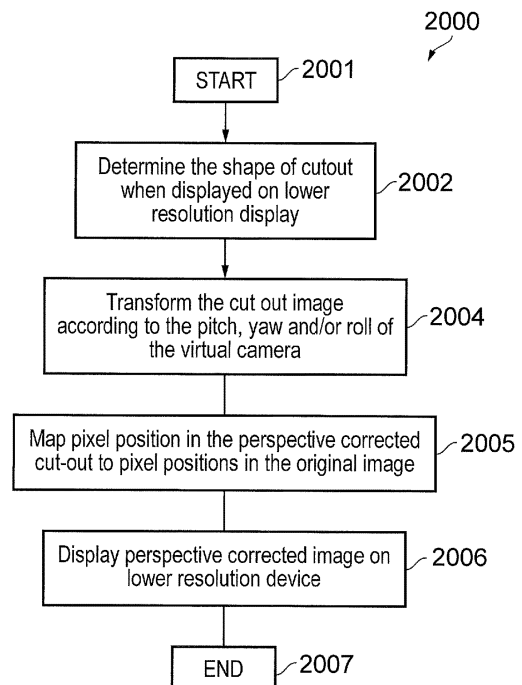 2000
START
2001
Determine the shape of cutout
when displayed on lower
resolution display
2002
Transform the cut out image
according to the pitch, yaw and/or roll of
the virtual camera
2004
Map pixel position in the perspective corrected
cut-out to pixel positions in the original image
2005
Display perspective corrected image on
lower resolution device
2006
END
2007